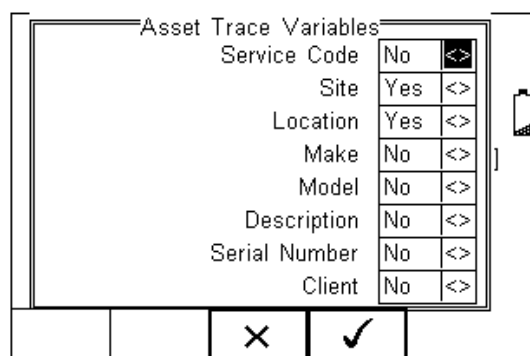 Asset Trace Variables
Service Code No <>
Site Yes <>
Location Yes <>
Make No <>
Model No <>
Description No <>
Serial Number No <>
Client No <>
]